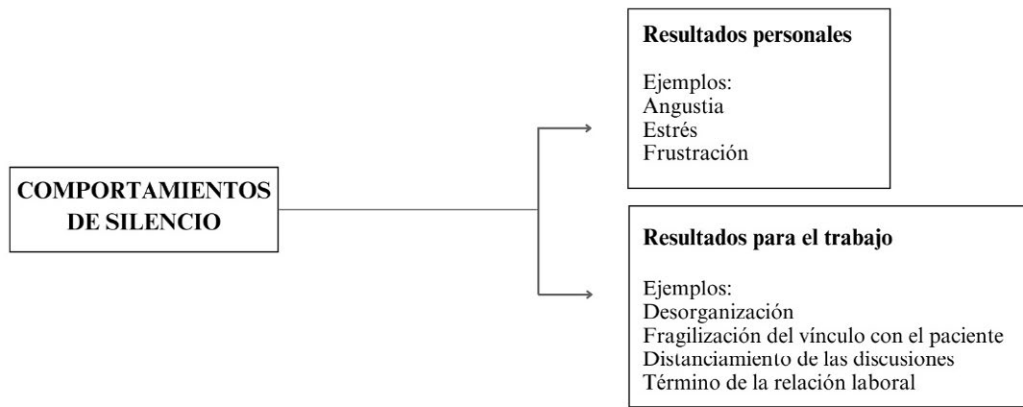 COMPORTAMIENTOS
DE SILENCIO
Resultados personales
Ejemplos:
Angustia
Estrés
Frustración
Resultados para el trabajo
Ejemplos:
Desorganización
Fragilización del vínculo con el paciente
Distanciamiento de las discusiones
Término de la relación laboral